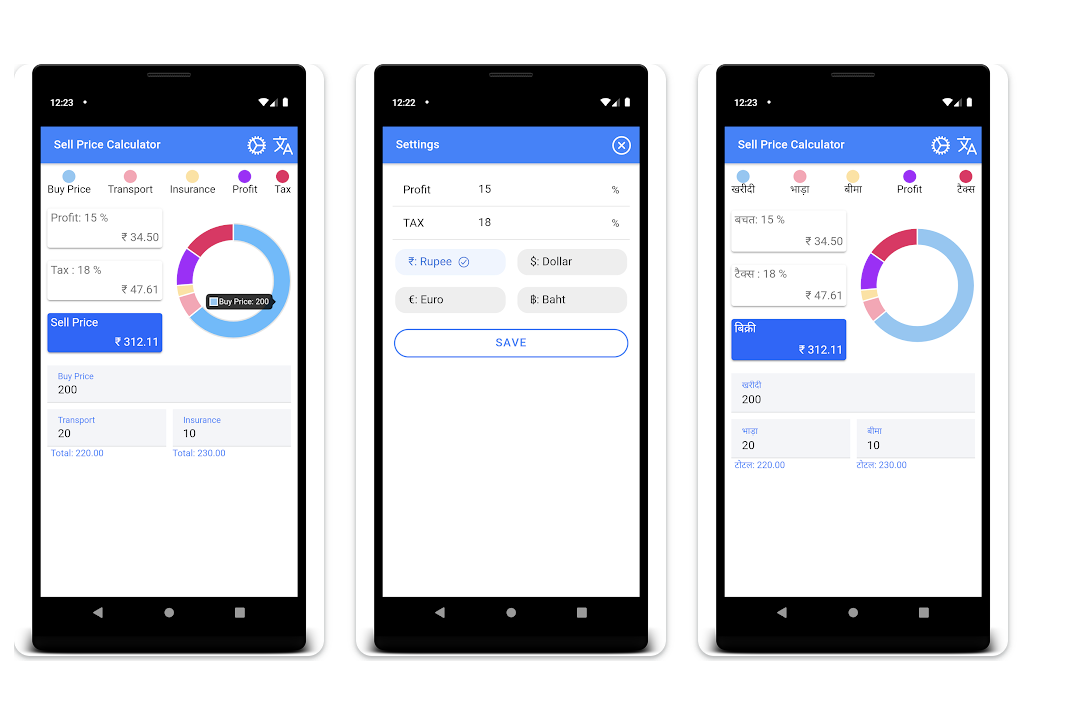 12:23
Sell Price Calculator
Buy Price Transport Insurance Profit Tax
Profit: 15 %
₹ 34.50
Tax : 18 %
₹ 47.61
Buy Price: 200
Sell Price
₹ 312.11
Buy Price
200
Transport Insurance
20 10
Total: 220.00 Total: 230.00
12:22
Settings
Profit 15 %
TAX 18 %
₹: Rupee $: Dollar
€: Euro ฿: Baht
SAVE
12:23
Sell Price Calculator
खरीदी भाड़ा बीमा Profit टैक्स
बचत: 15 %
₹ 34.50
टैक्स : 18 %
₹ 47.61
बिक्री
₹ 312.11
खरीदी
200
भाड़ा बीमा
20 10
टोटल: 220.00 टोटल: 230.00